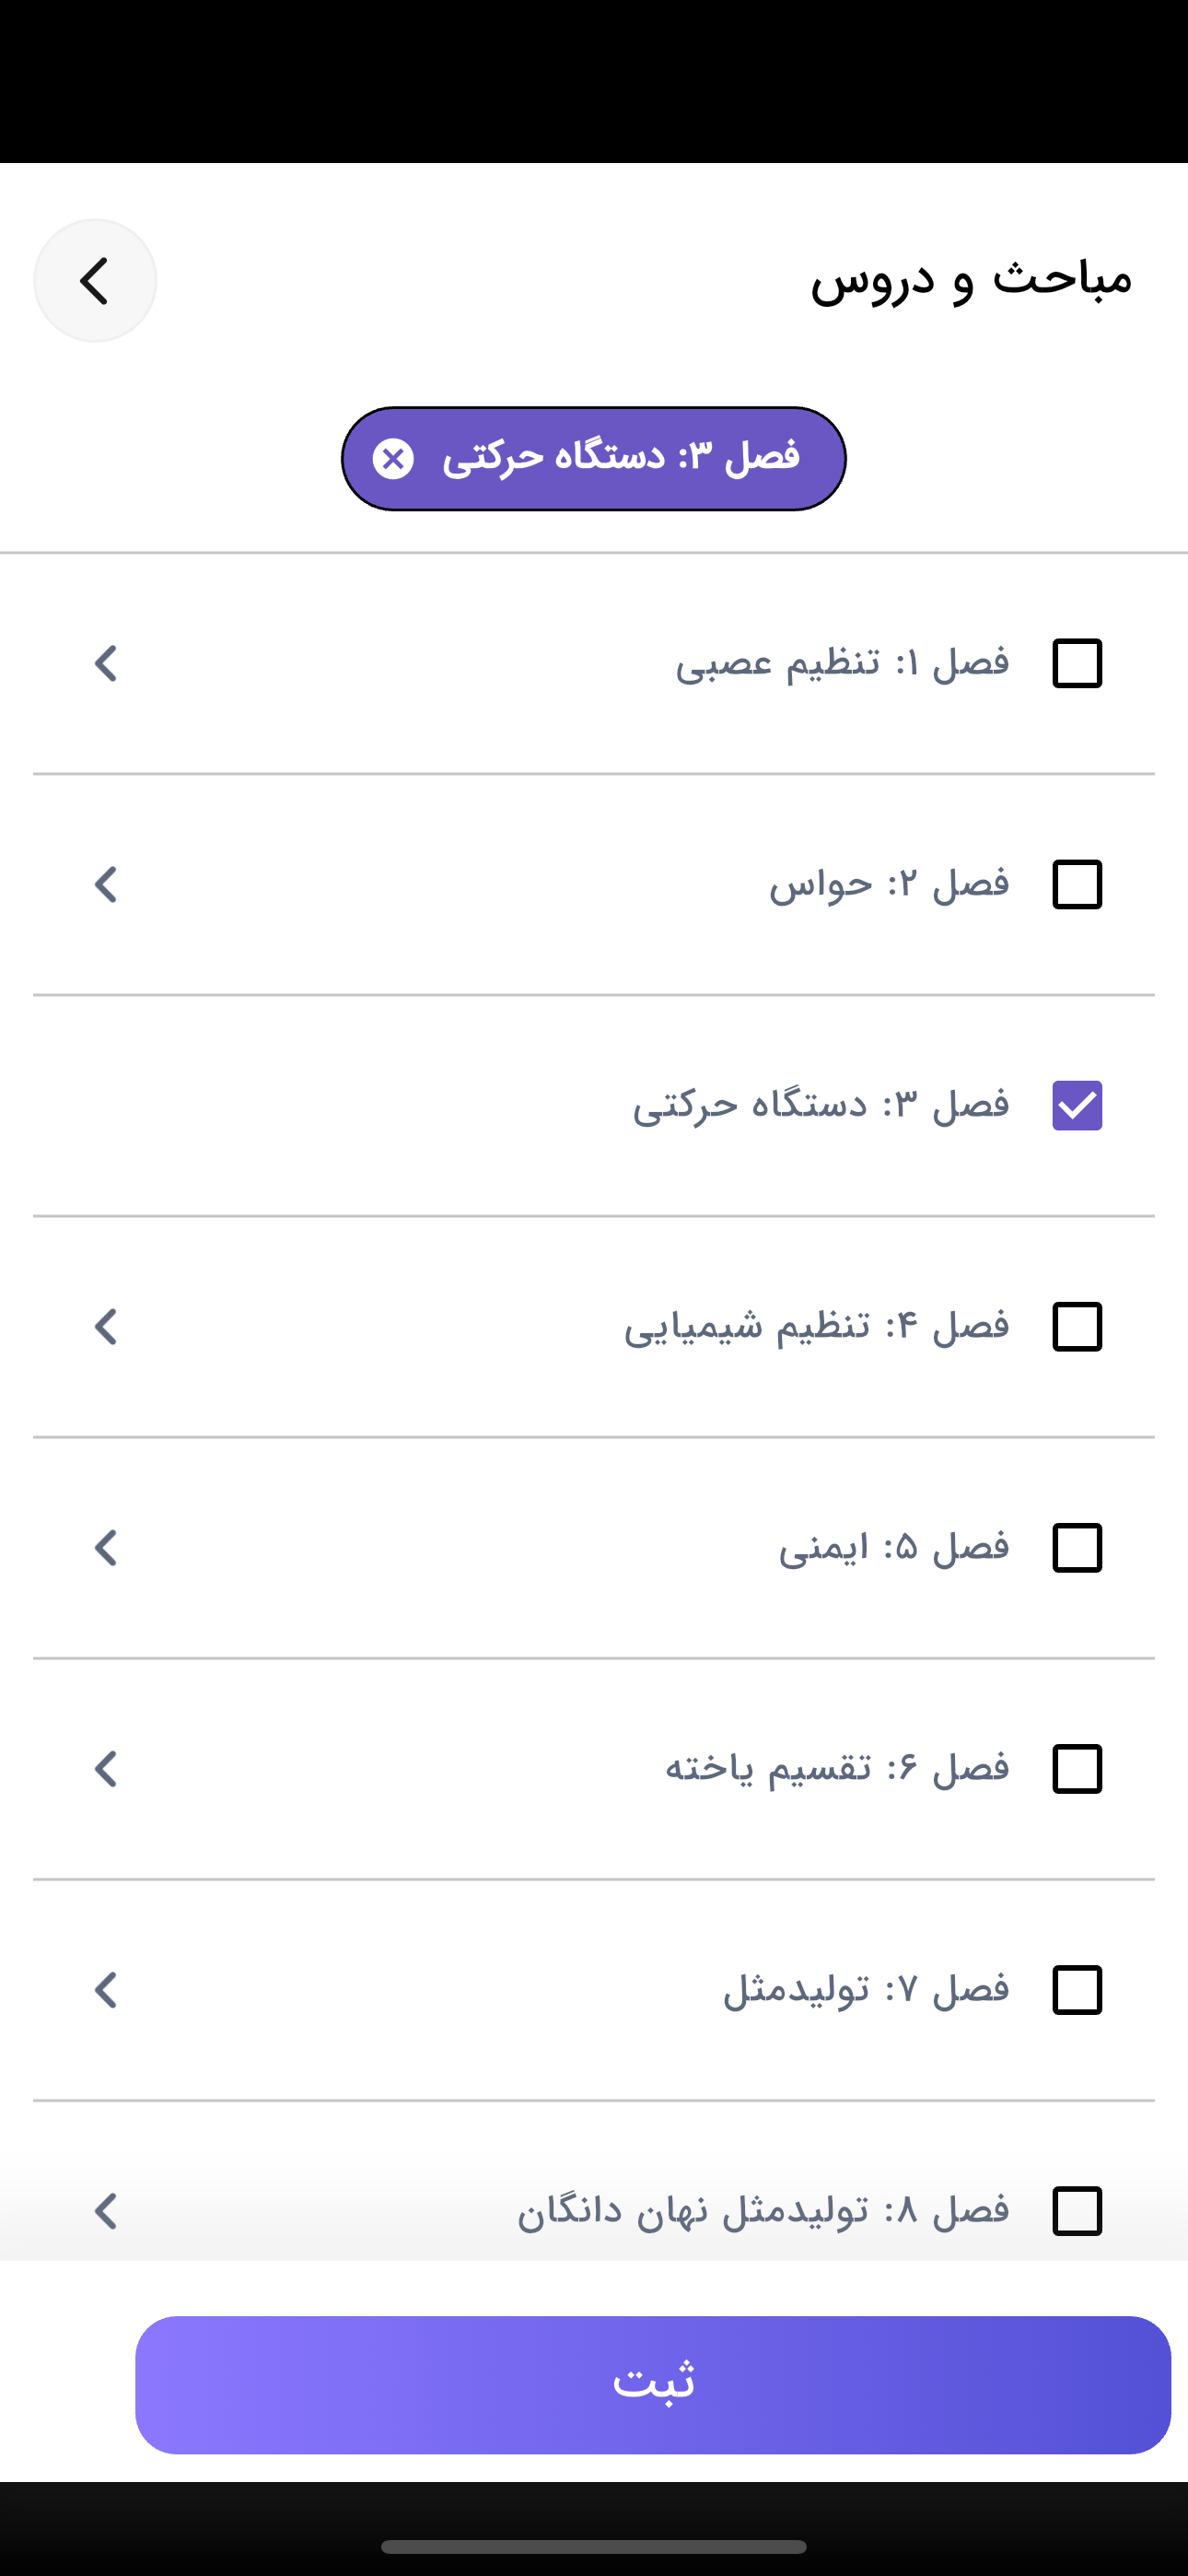 مباحث و دروس
فصل ۳: دستگاه حرکتی
فصل ۱: تنظیم عصبی
فصل ۲: حواس
فصل ۳: دستگاه حرکتی
فصل ۴: تنظیم شیمیایی
فصل ۵: ایمنی
فصل ۶: تقسیم یاخته
فصل ۷: تولیدمثل
فصل ۸: تولیدمثل نهان دانگان
ثبت